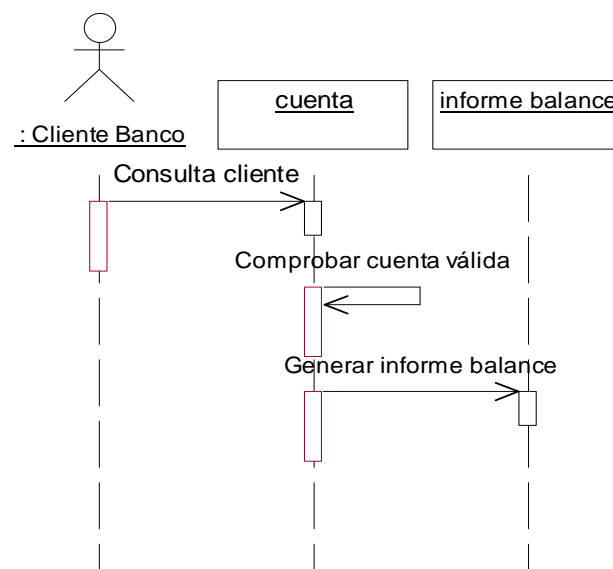 : Cliente Banco
cuenta
informe balance
Consulta cliente
Comprobar cuenta válida
Generar informe balance